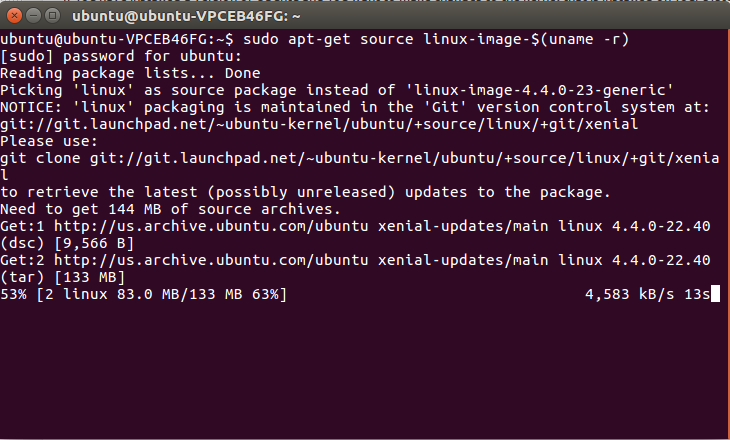 ubuntu@ubuntu-VPCEB46FG: ~
ubuntu@ubuntu-VPCEB46FG:~$ sudo apt-get source linux-image-$(uname -r)
[sudo] password for ubuntu:
Reading package lists... Done
Picking 'linux' as source package instead of 'linux-image-4.4.0-23-generic'
NOTICE: 'linux' packaging is maintained in the 'Git' version control system at:
git://git.launchpad.net/~ubuntu-kernel/ubuntu/+source/linux/+git/xenial
Please use:
git clone git://git.launchpad.net/~ubuntu-kernel/ubuntu/+source/linux/+git/xenia
l
to retrieve the latest (possibly unreleased) updates to the package.
Need to get 144 MB of source archives.
Get:1 http://us.archive.ubuntu.com/ubuntu xenial-updates/main linux 4.4.0-22.40
(dsc) [9,566 B]
Get:2 http://us.archive.ubuntu.com/ubuntu xenial-updates/main linux 4.4.0-22.40
(tar) [133 MB]
53% [2 linux 83.0 MB/133 MB 63%] 4,583 kB/s 13s